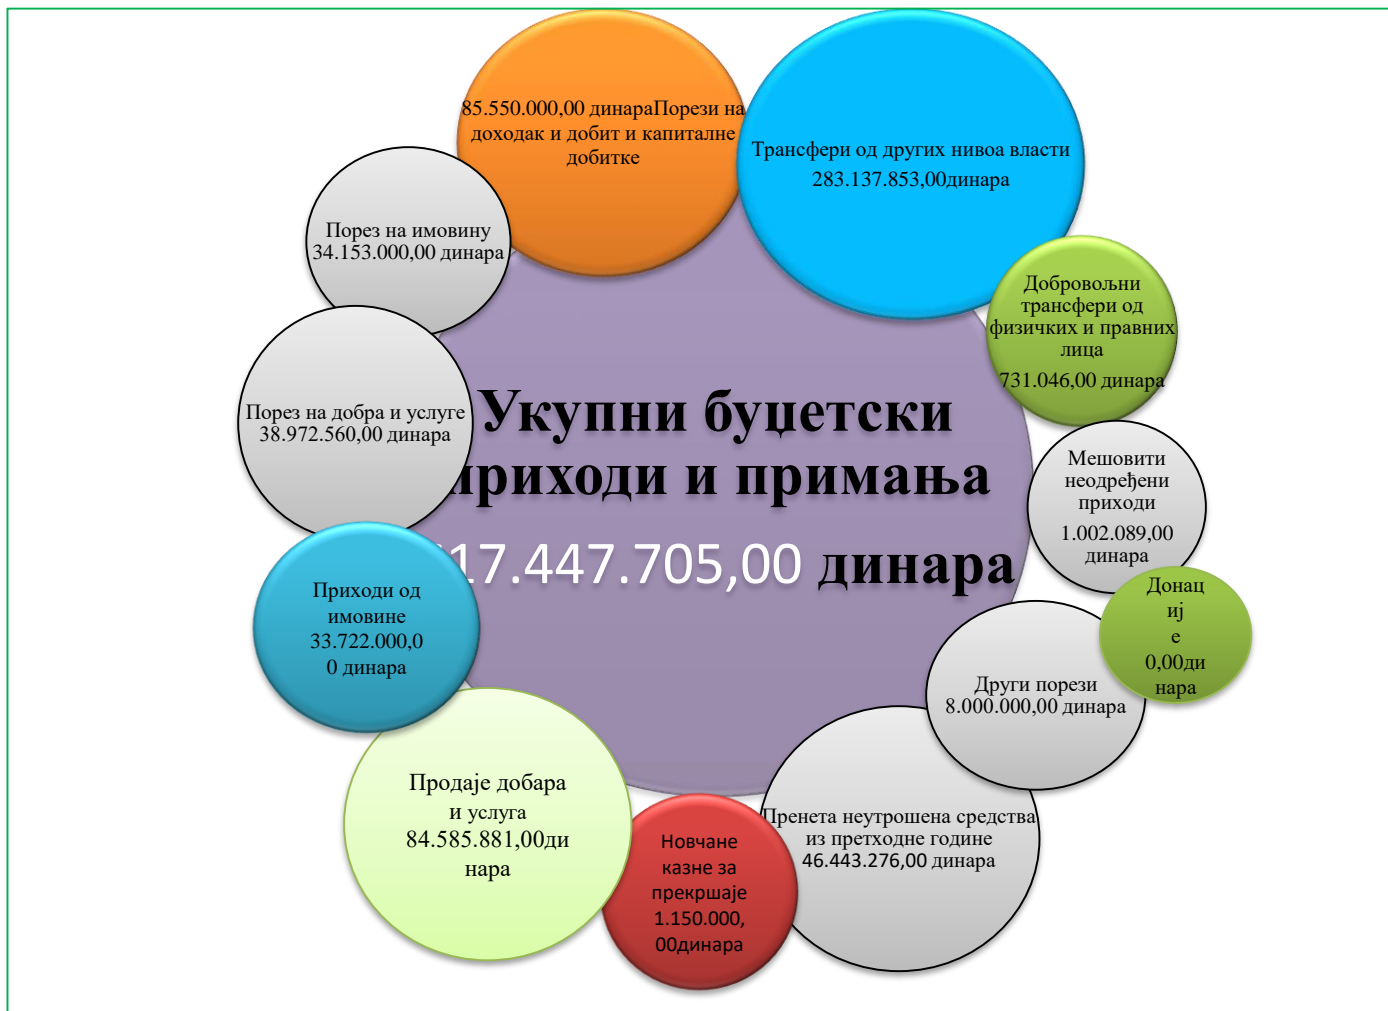 85.550.000,00 динараПорези на
доходак и добит и капиталне
добитке
Трансфери од других нивоа власти
283.137.853,00динара
Порез на имовину
34.153.000,00 динара
Добровољни
трансфери од
физичких и правних
лица
731.046,00 динара
Порез на добра и услуге
38.972.560,00 динара
Укупни буџетски
приходи и примања
17.447.705,00 динара
Мешовити
неодређени
приходи
1.002.089,00
динара
Приходи од
имовине
33.722.000,0
0 динара
Донац
иј
е
0,00ди
нара
Други порези
8.000.000,00 динара
Продаје добара
и услуга
84.585.881,00ди
нара
Новчане
казне за
прекршаје
1.150.000,
00динара
Пренета неутрошена средства
из претходне године
46.443.276,00 динара